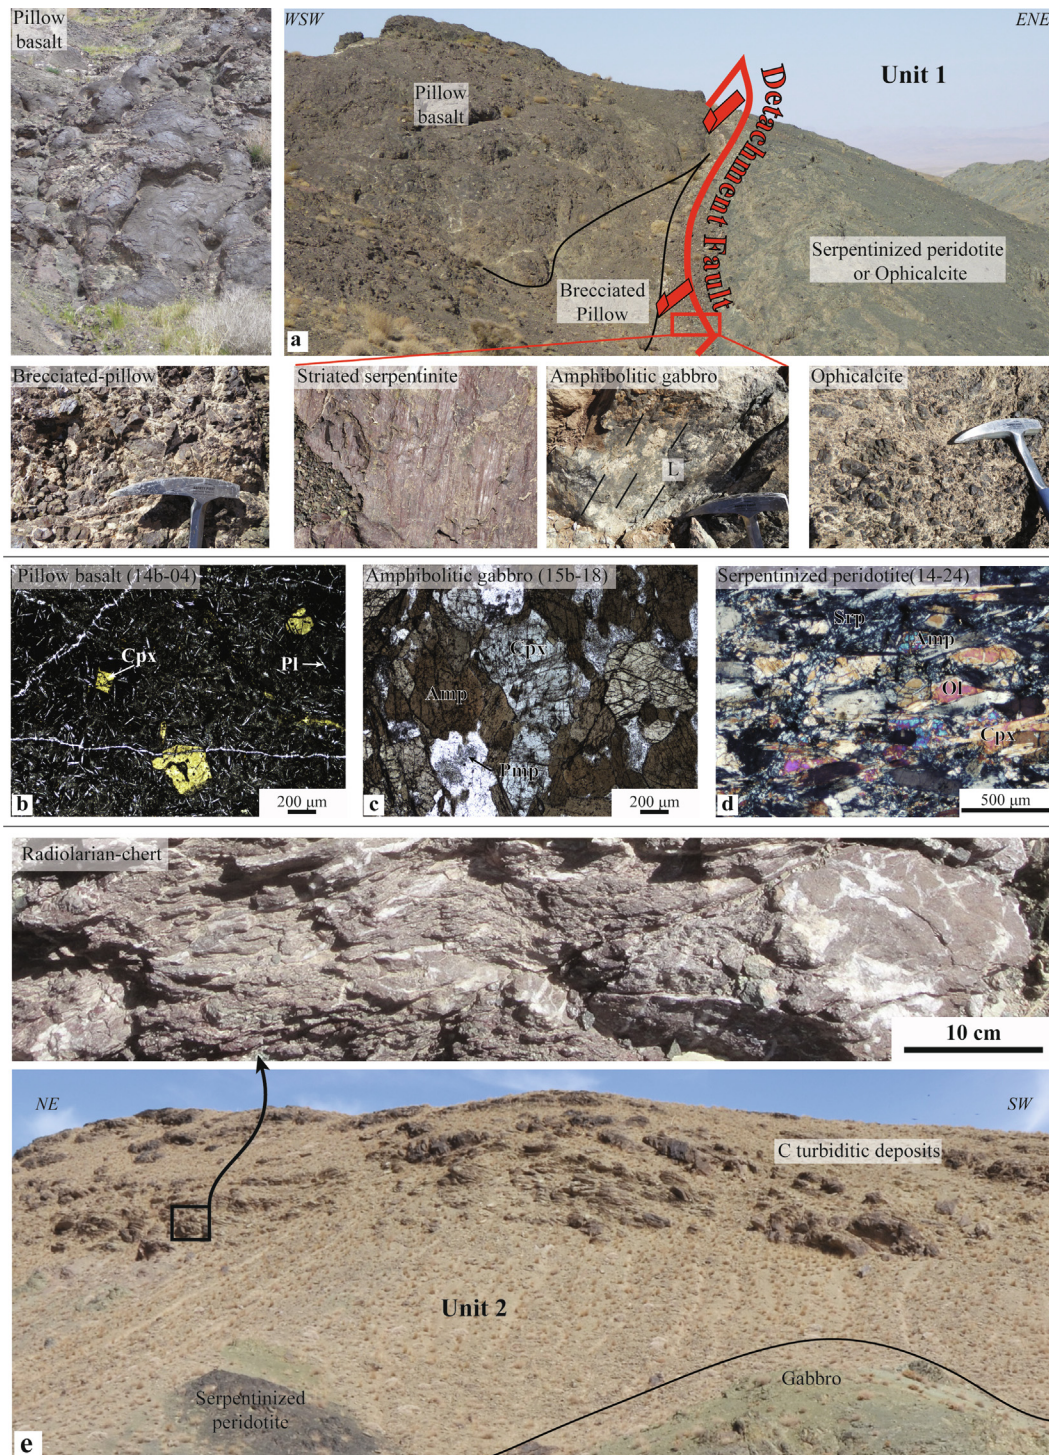 Pillow
basalt
WSW
ENE
Unit 1
Pillow
basalt
Detachment Fault
Serpentinized peridotite
or Ophicalcite
Brecciated
Pillow
a
Brecciated-pillow
Striated serpentinite
Amphibolitic gabbro
L
Ophicalcite
Pillow basalt (14b-04)
Cpx
Pl
b
200 µm
Amphibolitic gabbro (15b-18)
Cpx
Amp
Pmp
c
200 µm
Serpentinized peridotite(14-24)
Srp
Amp
Ol
Cpx
d
500 µm
Radiolarian-chert
10 cm
NE
SW
C turbiditic deposits
Unit 2
Serpentinized
peridotite
Gabbro
e